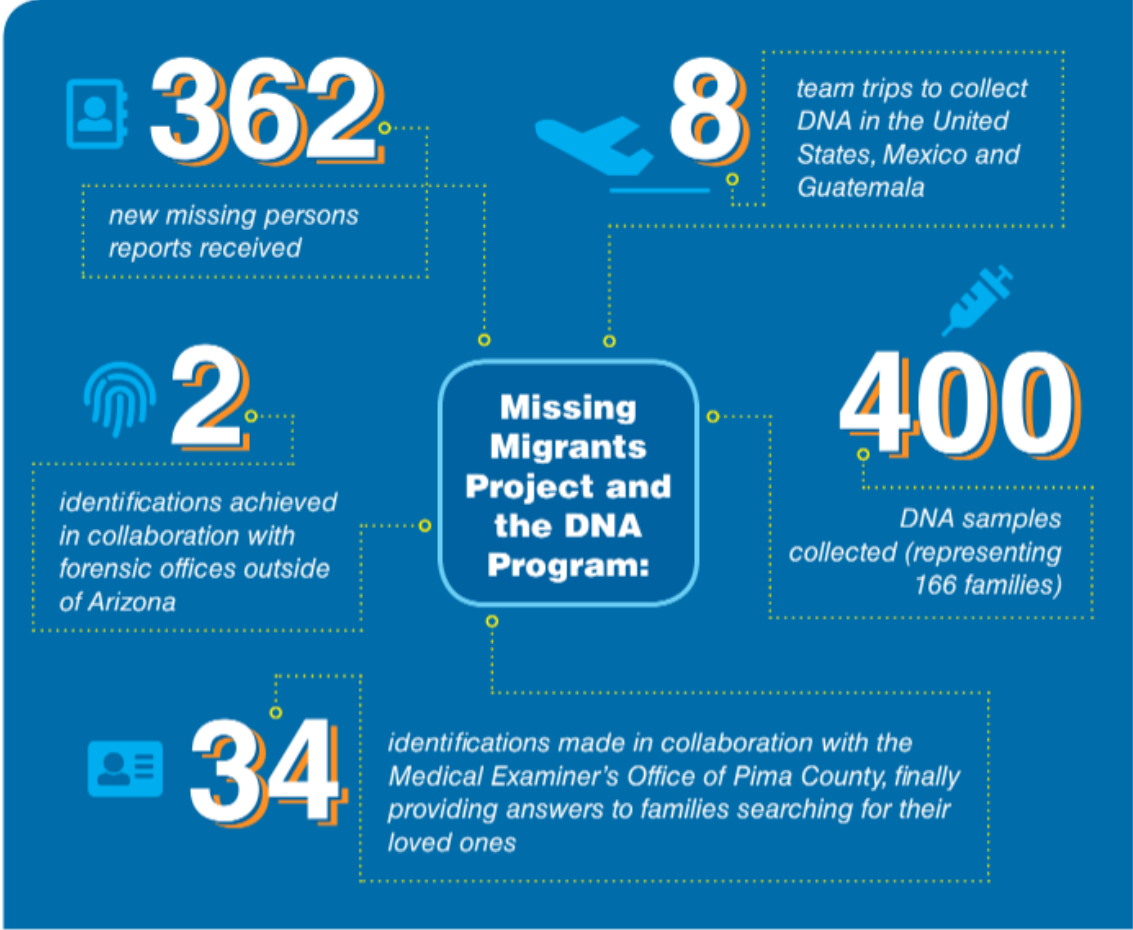 362
new missing persons
reports received
8
team trips to collect
DNA in the United
States, Mexico and
Guatemala
2
identifications achieved
in collaboration with
forensic offices outside
of Arizona
Missing
Migrants
Project and
the DNA
Program:
400
DNA samples
collected (representing
166 families)
34
identifications made in collaboration with the
Medical Examiner’s Office of Pima County, finally
providing answers to families searching for their
loved ones